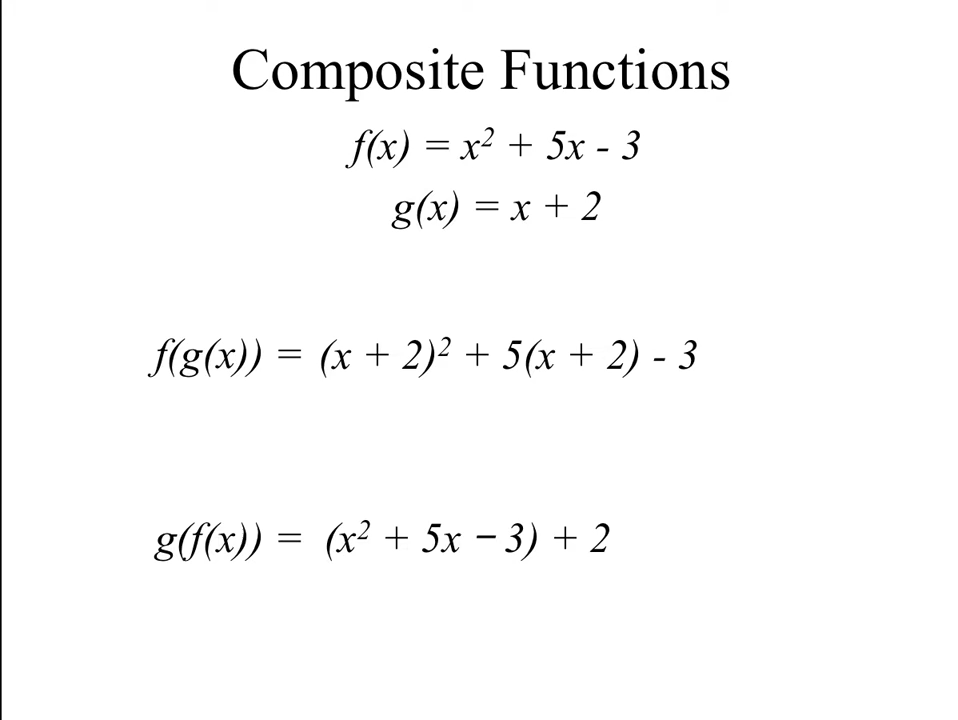 Composite Functions
f(x) = x² + 5x - 3
g(x) = x + 2
f(g(x)) = (x + 2)² + 5(x + 2) - 3
g(f(x)) = (x² + 5x − 3) + 2